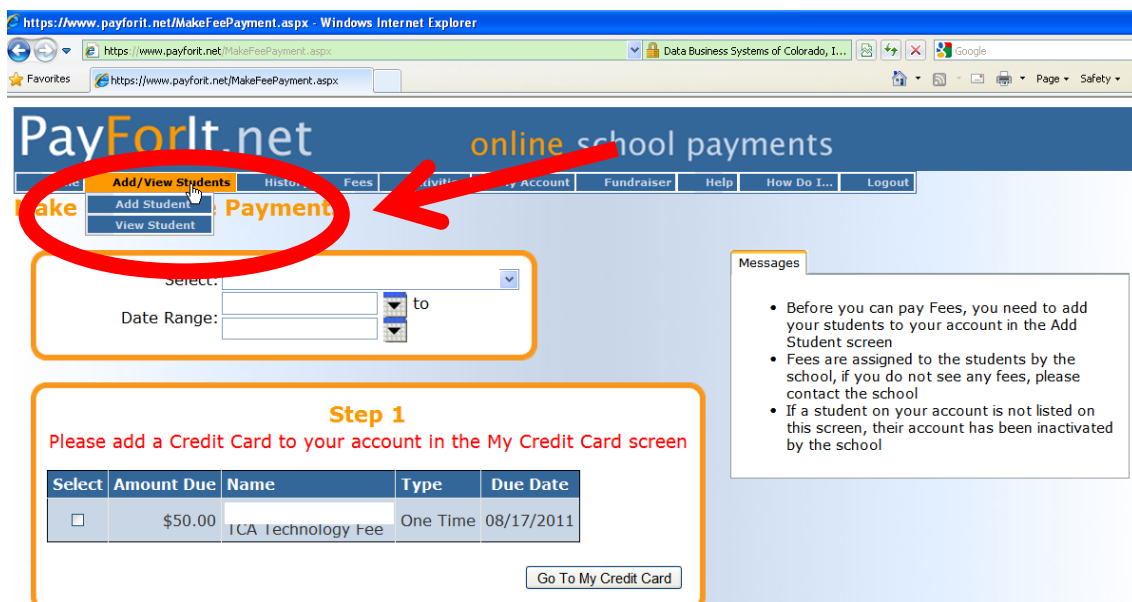 https://www.payforit.net/MakeFeePayment.aspx - Windows Internet Explorer
https://www.payforit.net/MakeFeePayment.aspx
Data Business Systems of Colorado, I...
Google
Favorites
https://www.payforit.net/MakeFeePayment.aspx
Page
Safety
PayForIt.net
online school payments
Add/View Students
Fees
Account
Fundraiser
Help
How Do I...
Logout
Payment
Add Student
View Student
Select:
Date Range:
to
Messages
• Before you can pay Fees, you need to add
your students to your account in the Add
Student screen
• Fees are assigned to the students by the
school, if you do not see any fees, please
contact the school
• If a student on your account is not listed on
this screen, their account has been inactivated
by the school
Step 1
Please add a Credit Card to your account in the My Credit Card screen
Select Amount Due Name Type Due Date
$50.00 TCA Technology Fee One Time 08/17/2011
Go To My Credit Card